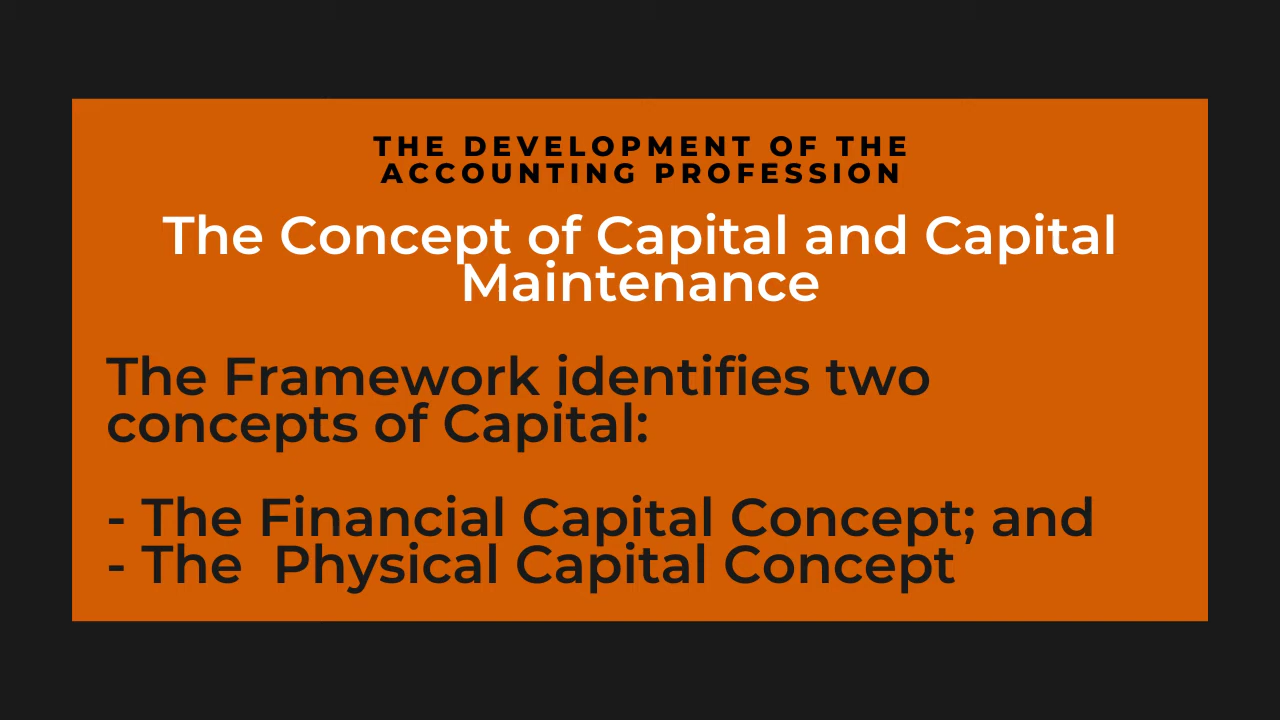 THE DEVELOPMENT OF THE
ACCOUNTING PROFESSION
The Concept of Capital and Capital
Maintenance
The Framework identifies two
concepts of Capital:
- The Financial Capital Concept; and
- The  Physical Capital Concept